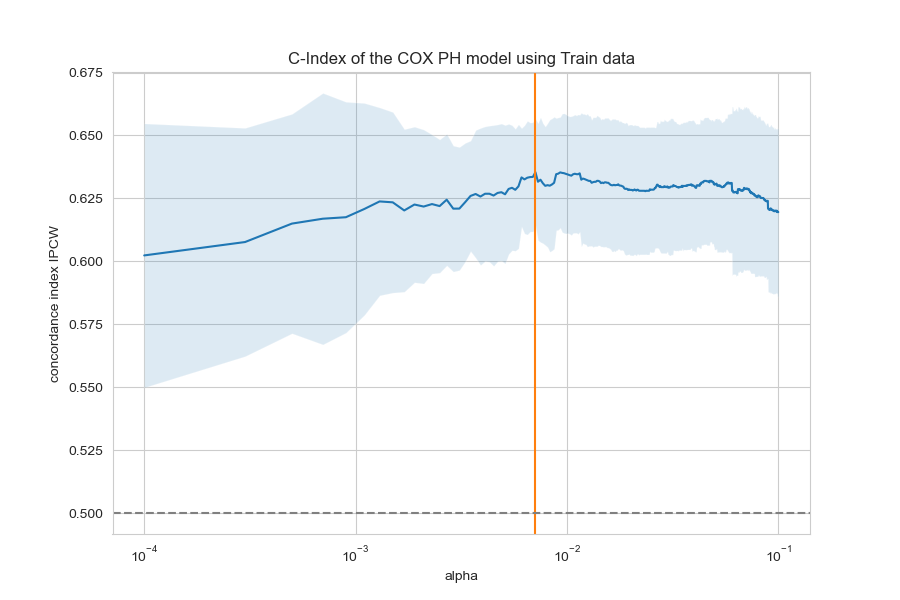 C-Index of the COX PH model using Train data
concordance index IPCW
0.675
0.650
0.625
0.600
0.575
0.550
0.525
0.500
10⁻⁴ 10⁻³ 10⁻² 10⁻¹
alpha